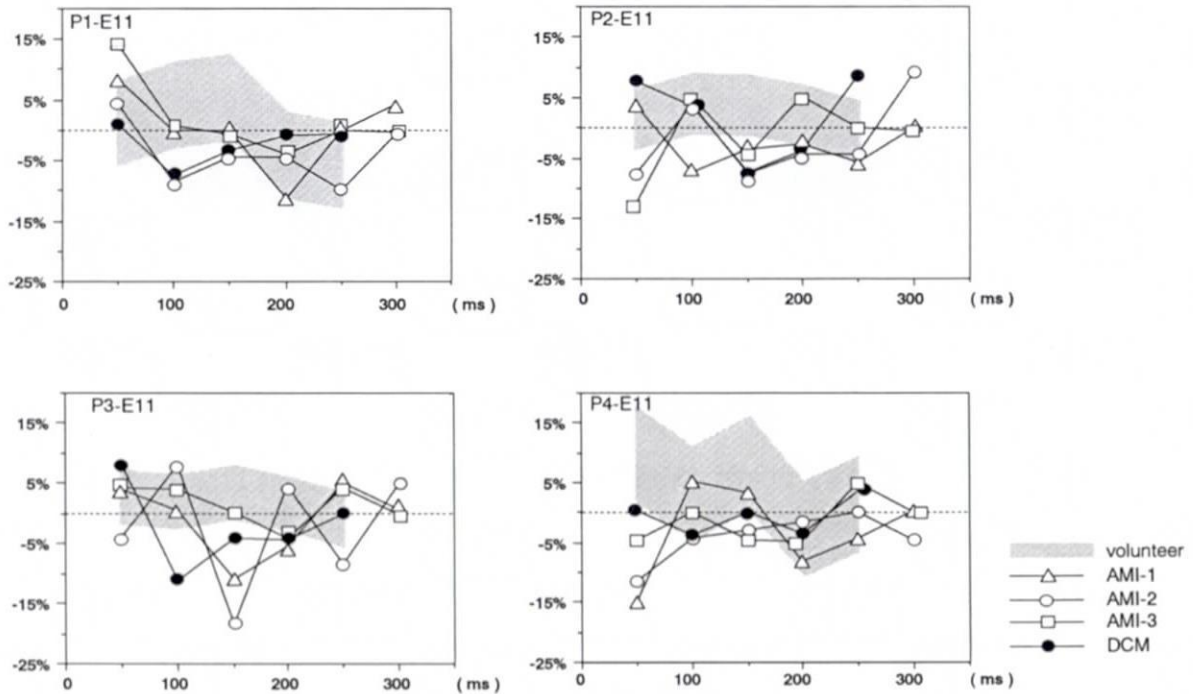 P1-E11
15%
5%
-5%
-15%
-25%
0 100 200 300 ( ms )
P2-E11
15%
5%
-5%
-15%
-25%
0 100 200 300 ( ms )
P3-E11
15%
5%
-5%
-15%
-25%
0 100 200 300 ( ms )
P4-E11
15%
5%
-5%
-15%
-25%
0 100 200 300 ( ms )
volunteer
AMI-1
AMI-2
AMI-3
DCM